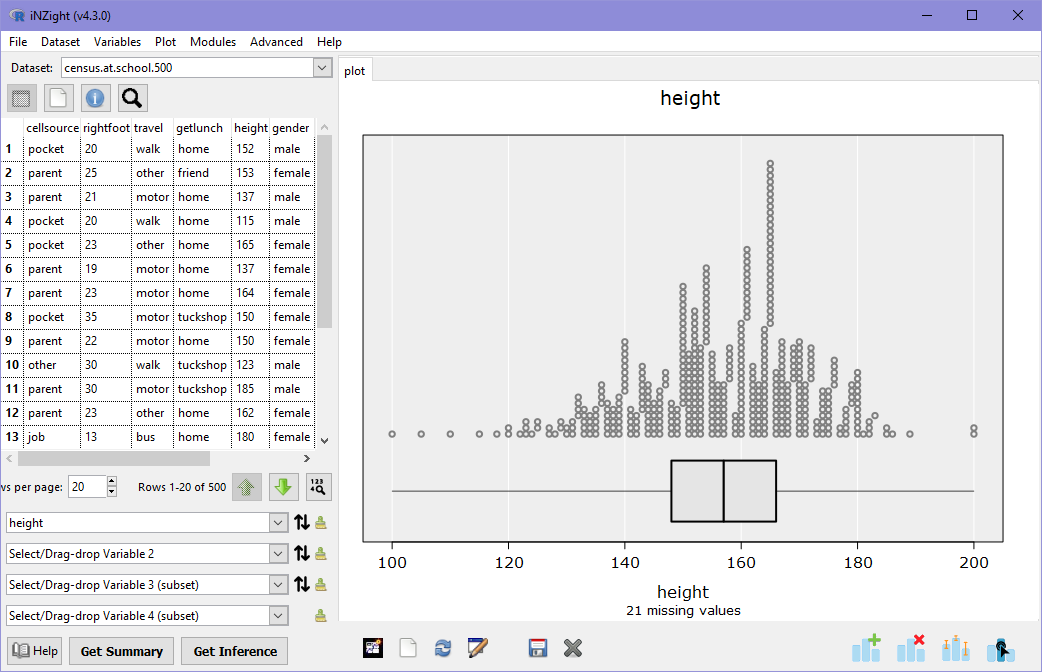 iNZight (v4.3.0)
File Dataset Variables Plot Modules Advanced Help
Dataset: census.at.school.500
plot
cellsource rightfoot travel getlunch height gender
1 pocket 20 walk home 152 male
2 parent 25 other friend 153 female
3 parent 21 motor home 137 male
4 pocket 20 walk home 115 male
5 pocket 23 other home 165 female
6 parent 19 motor home 137 female
7 parent 23 motor home 164 female
8 pocket 35 motor tuckshop 150 female
9 parent 22 motor home 150 female
10 other 30 walk tuckshop 123 male
11 parent 30 motor tuckshop 185 male
12 parent 23 other home 162 female
13 job 13 bus home 180 female
vs per page: 20 Rows 1-20 of 500 123
height
Select/Drag-drop Variable 2
Select/Drag-drop Variable 3 (subset)
Select/Drag-drop Variable 4 (subset)
Help Get Summary Get Inference
height
100 120 140 160 180 200
height
21 missing values